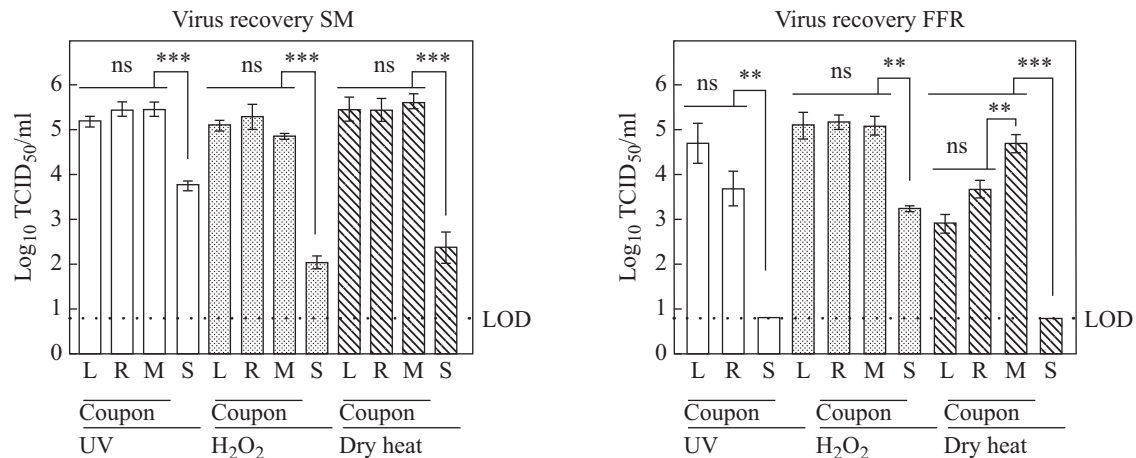 Virus recovery SM
Log10 TCID50/ml
6
5
4
3
2
1
0
ns
***
ns
***
ns
***
LOD
L R M S L R M S L R M S
Coupon Coupon Coupon
UV H2O2 Dry heat
Virus recovery FFR
Log10 TCID50/ml
6
5
4
3
2
1
0
ns
**
ns
**
***
ns
**
LOD
L R S L R M S L R M S
Coupon Coupon Coupon
UV H2O2 Dry heat